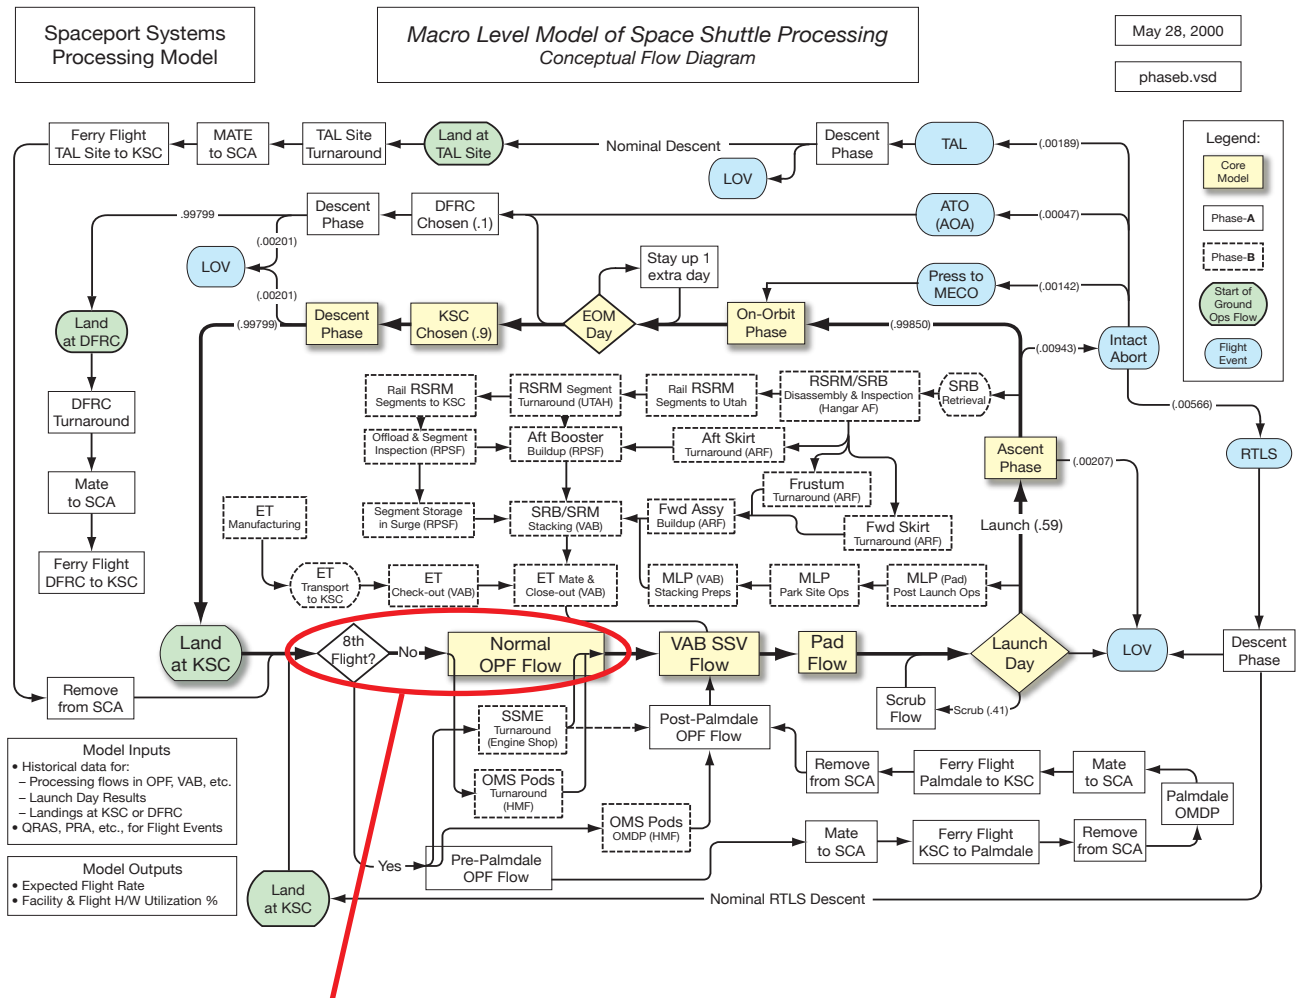 Spaceport Systems
Processing Model
Macro Level Model of Space Shuttle Processing
Conceptual Flow Diagram
May 28, 2000
phaseb.vsd
Legend:
Core
Model
Phase-A
Phase-B
Start of
Ground
Ops Flow
Flight
Event
Ferry Flight
TAL Site to KSC
MATE
to SCA
TAL Site
Turnaround
Land at
TAL Site
Nominal Descent
LOV
Descent
Phase
TAL
(.00189)
.99799
Descent
Phase
DFRC
Chosen (.1)
ATO
(AOA)
(.00047)
(.00201)
LOV
(.00201)
Stay up 1
extra day
Press to
MECO
(.00142)
Land
at DFRC
(.99799)
Descent
Phase
KSC
Chosen (.9)
EOM
Day
On-Orbit
Phase
(.99850)
(.00943)
Intact
Abort
(.00566)
RTLS
DFRC
Turnaround
Mate
to SCA
Ferry Flight
DFRC to KSC
Rail RSRM
Segments to KSC
RSRM Segment
Turnaround (UTAH)
Rail RSRM
Segments to Utah
RSRM/SRB
Disassembly & Inspection
(Hangar AF)
SRB
Retrieval
Offload & Segment
Inspection (RPSF)
Aft Booster
Buildup (RPSF)
Aft Skirt
Turnaround (ARF)
Ascent
Phase
(.00207)
Frustum
Turnaround (ARF)
ET
Manufacturing
Segment Storage
in Surge (RPSF)
SRB/SRM
Stacking (VAB)
Fwd Assy
Buildup (ARF)
Fwd Skirt
Turnaround (ARF)
Launch (.59)
ET
Transport
to KSC
ET
Check-out (VAB)
ET Mate &
Close-out (VAB)
MLP (VAB)
Stacking Preps
MLP
Park Site Ops
MLP (Pad)
Post Launch Ops
Land
at KSC
8th
Flight?
No
Normal
OPF Flow
VAB SSV
Flow
Pad
Flow
Launch
Day
LOV
Descent
Phase
Remove
from SCA
Scrub
Flow
Scrub (.41)
SSME
Turnaround
(Engine Shop)
Post-Palmdale
OPF Flow
Model Inputs
• Historical data for:
– Processing flows in OPF, VAB, etc.
– Launch Day Results
– Landings at KSC or DFRC
• QRAS, PRA, etc., for Flight Events
OMS Pods
Turnaround
(HMF)
Remove
from SCA
Ferry Flight
Palmdale to KSC
Mate
to SCA
Palmdale
OMDP
OMS Pods
OMDP (HMF)
Mate
to SCA
Ferry Flight
KSC to Palmdale
Remove
from SCA
Yes
Pre-Palmdale
OPF Flow
Model Outputs
• Expected Flight Rate
• Facility & Flight H/W Utilization %
Land
at KSC
Nominal RTLS Descent